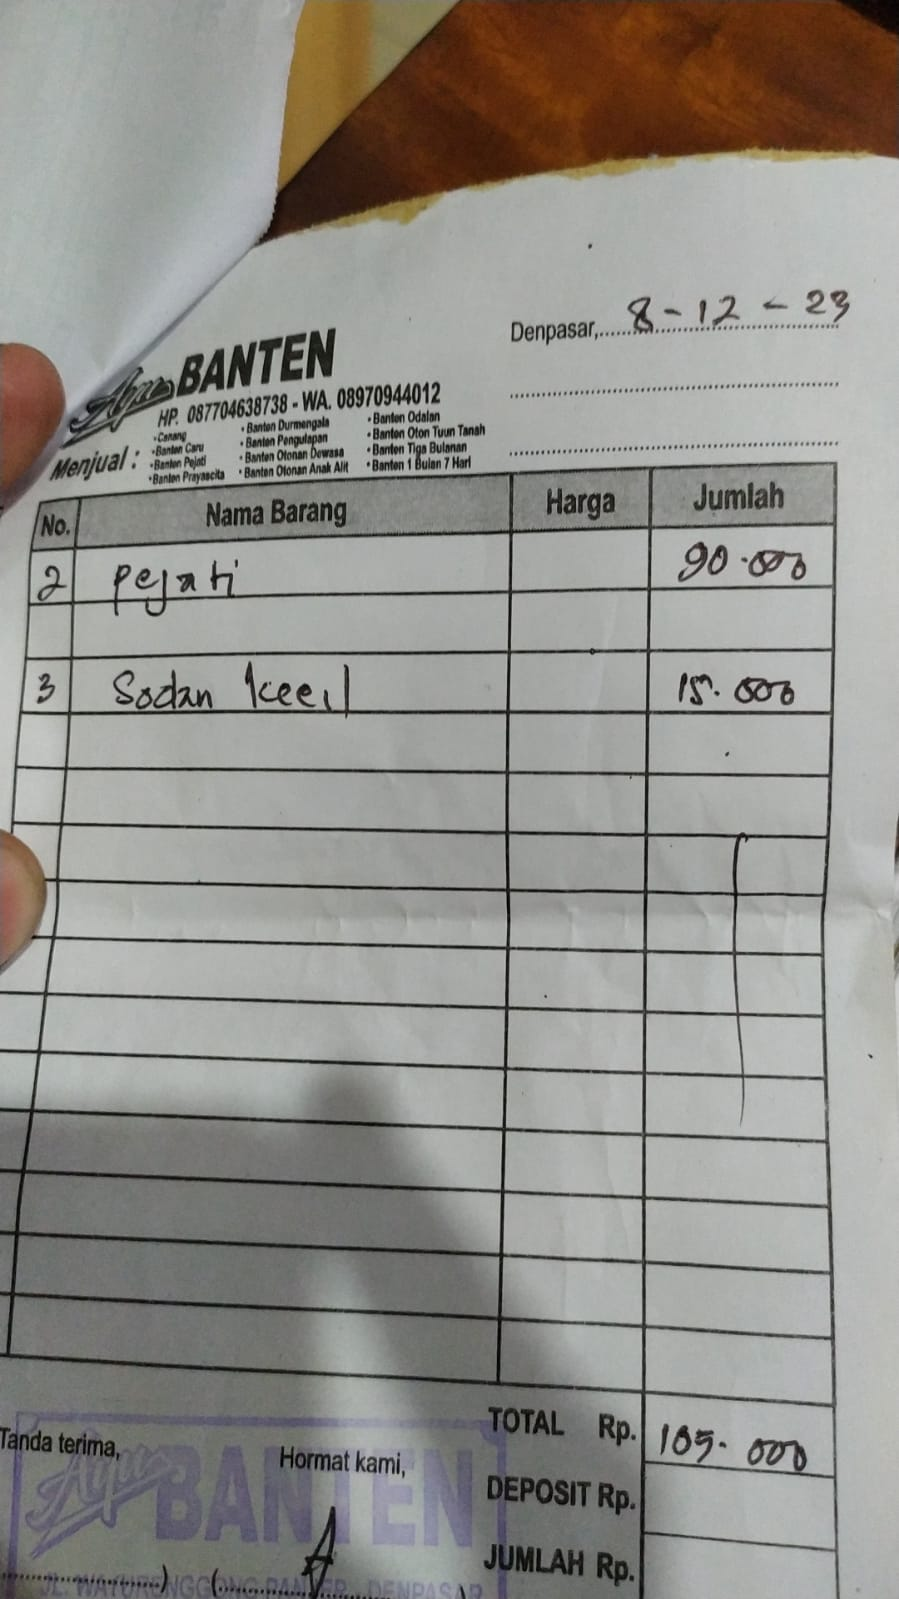 Denpasar, 8-12-23
Ayu BANTEN
HP. 087704638738 - WA. 08970944012
Menjual :
•Canang
•Banten Caru
•Banten Pejati
•Banten Prayascita
•Banten Durmengala
•Banten Pengulapan
•Banten Otonan Dewasa
•Banten Otonan Anak Alit
•Banten Odalan
•Banten Oton Tuun Tanah
•Banten Tiga Bulanan
•Banten 1 Bulan 7 Hari
No. Nama Barang Harga Jumlah
2 Pejati 90.000
3 Sodan kecil 15.000
TOTAL Rp. 105.000
DEPOSIT Rp.
JUMLAH Rp.
Tanda terima,
Hormat kami,
Ayu BANTEN
DENPASAR